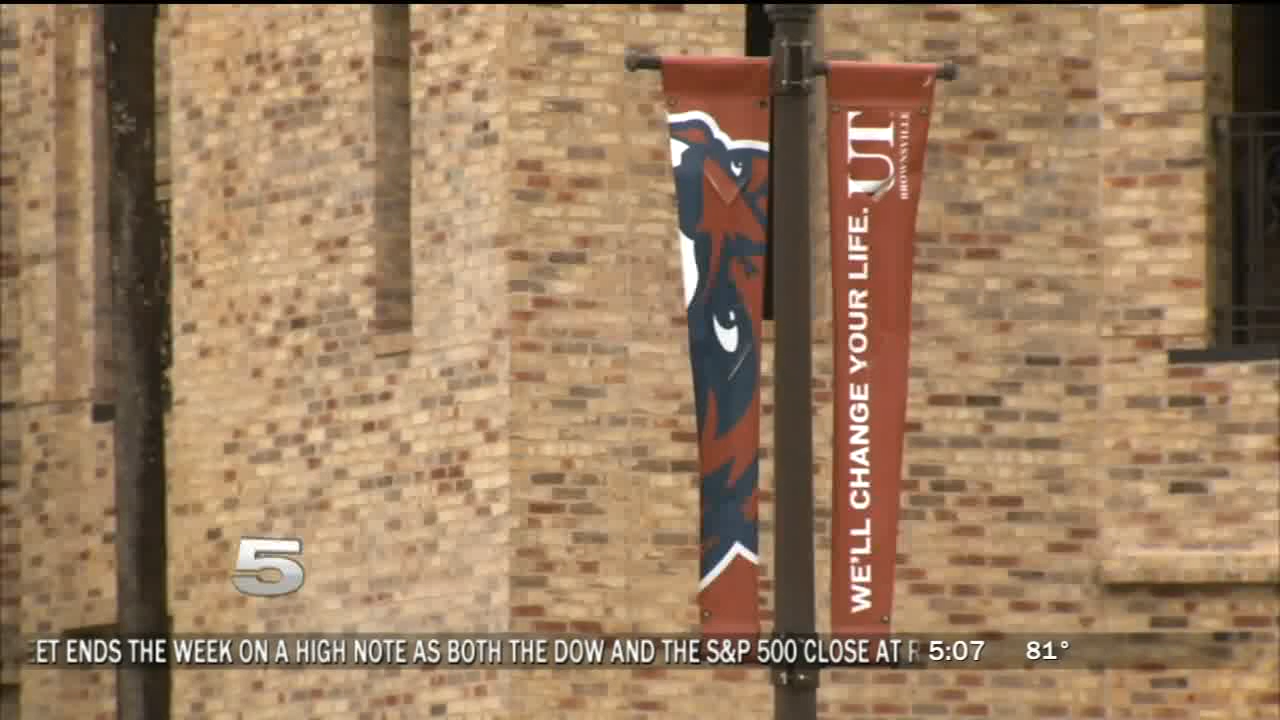 UT
BROWNSVILLE
WE'LL CHANGE YOUR LIFE.
5
ENDS THE WEEK ON A HIGH NOTE AS BOTH THE DOW AND THE S&P 500 CLOSE AT
5:07 81°